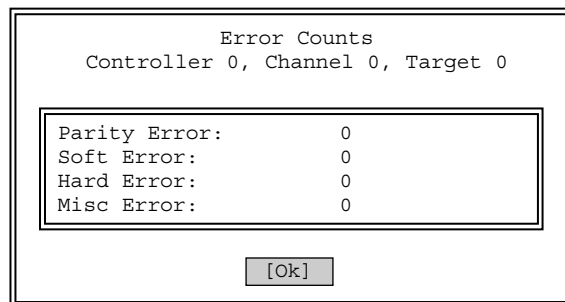 Error Counts
Controller 0, Channel 0, Target 0
Parity Error: 0
Soft Error: 0
Hard Error: 0
Misc Error: 0
[Ok]